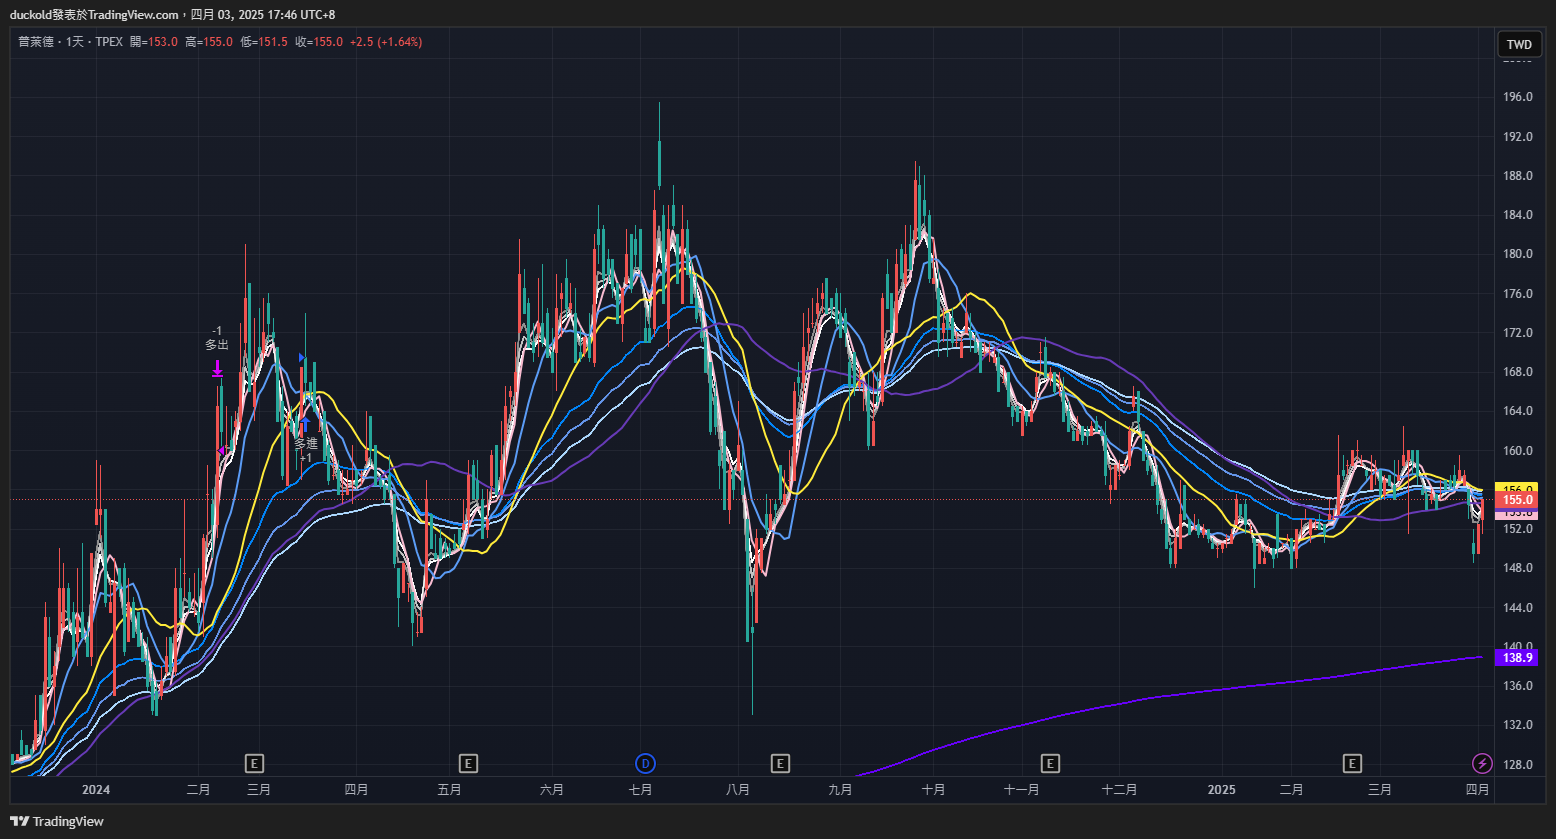 duckold發表於TradingView.com，四月 03, 2025 17:46 UTC+8
普萊德・1天・TPEX 開=153.0 高=155.0 低=151.5 收=155.0 +2.5 (+1.64%)
TWD
196.0
192.0
188.0
184.0
180.0
176.0
172.0
168.0
164.0
160.0
156.0
155.0
152.0
148.0
144.0
140.0
138.9
136.0
132.0
128.0
-1
多出
多進
+1
E E D E E E
2024 二月 三月 四月 五月 六月 七月 八月 九月 十月 十一月 十二月 2025 二月 三月 四月
TradingView